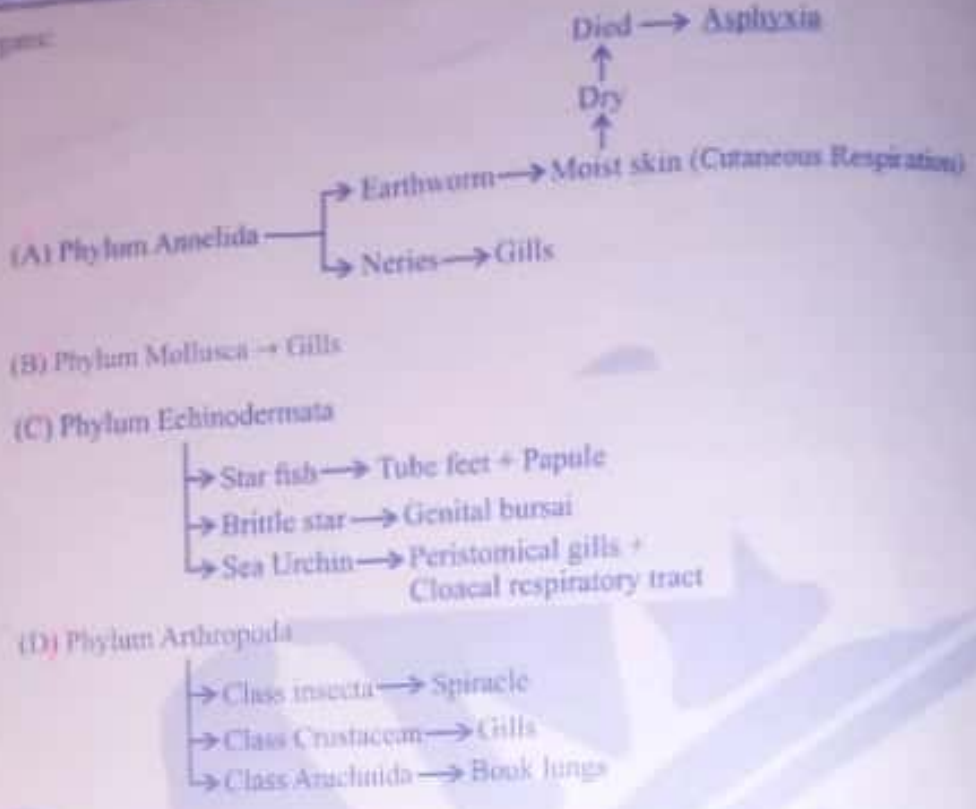 Died → Asphyxia
↑
Dry
↑
→ Earthworm → Moist skin (Cutaneous Respiration)
(A) Phylum Annelida
→ Neries → Gills
(B) Phylum Mollusca → Gills
(C) Phylum Echinodermata
→ Star fish → Tube feet + Papule
→ Brittle star → Genital bursai
→ Sea Urchin → Peristomical gills +
Cloacal respiratory tract
(D) Phylum Arthropoda
→ Class insecta → Spiracle
→ Class Crustacean → Gills
→ Class Arachnida → Book lungs